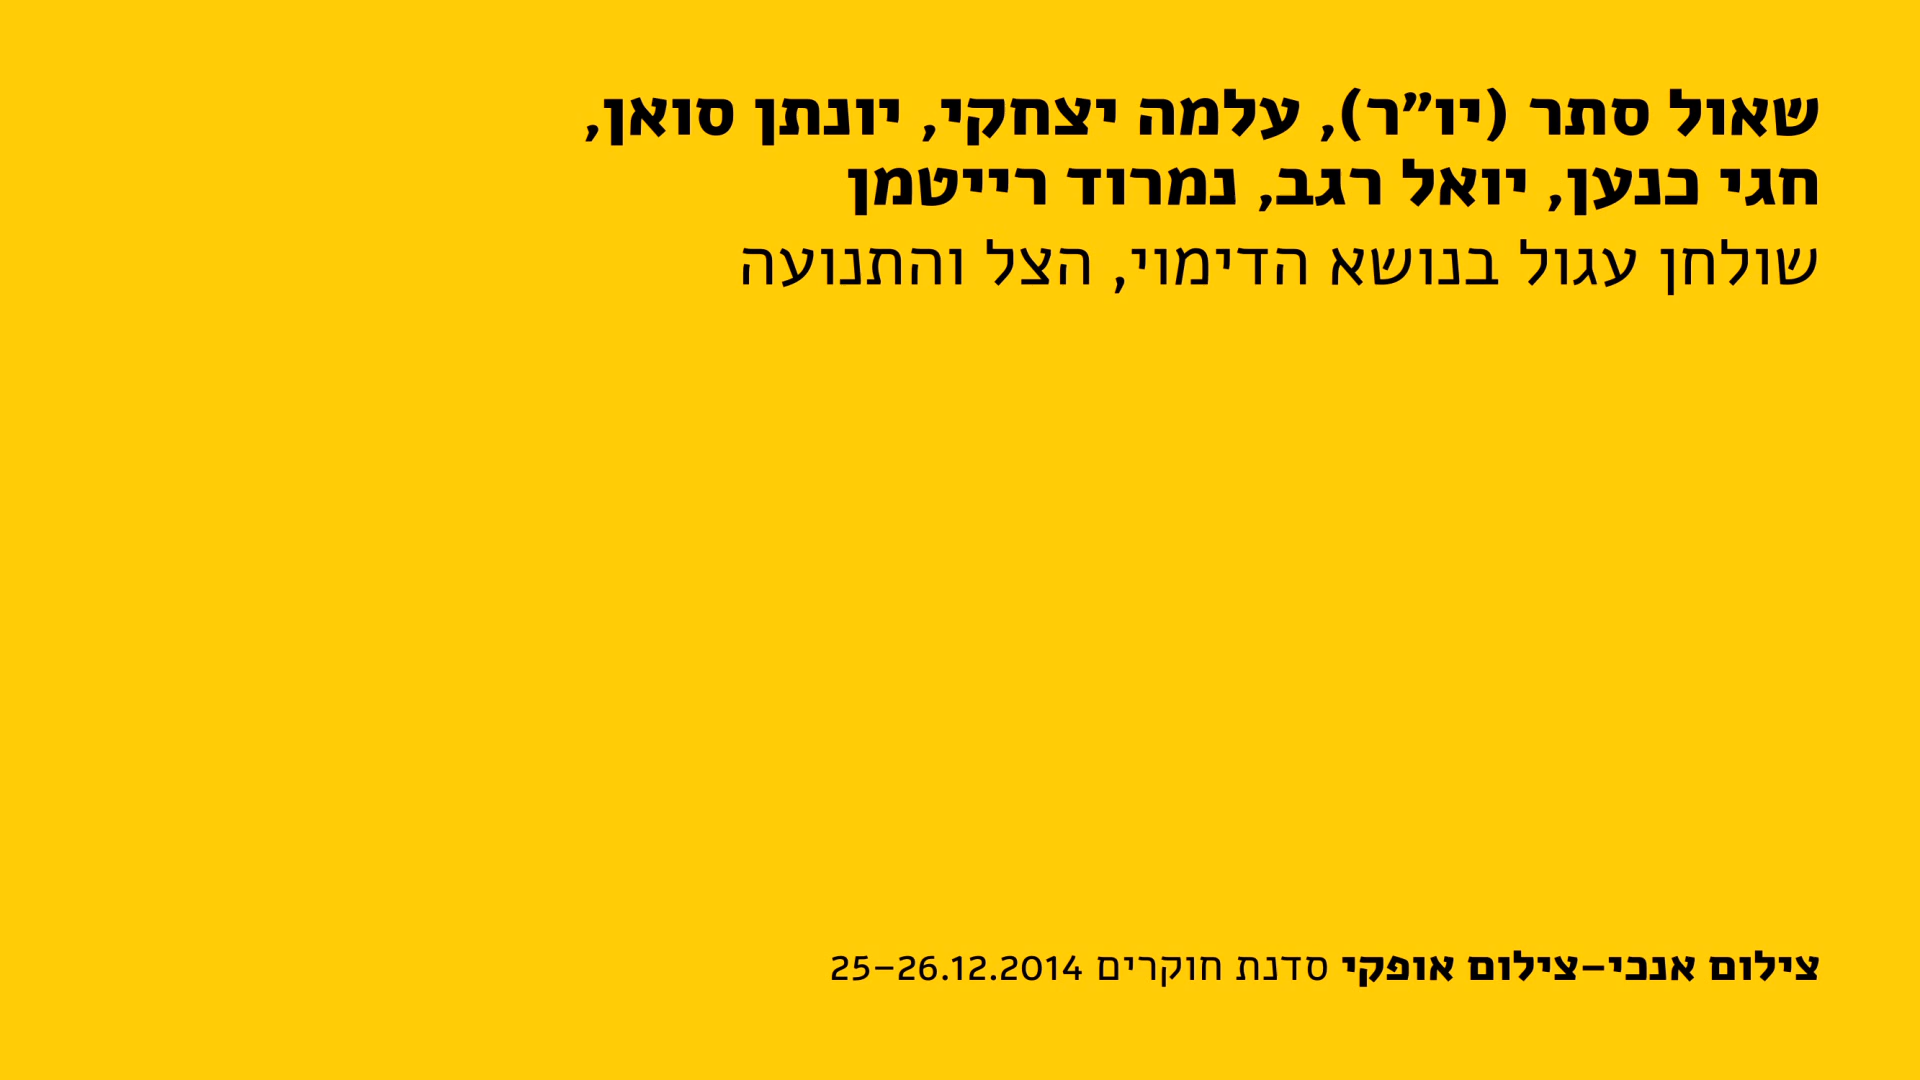 שאול סתר (יו״ר), עלמה יצחקי, יונתן סואן,
חגי כנען, יואל רגב, נמרוד רייטמן
שולחן עגול בנושא הדימוי, הצל והתנועה
צילום אנכי–צילום אופקי סדנת חוקרים 25–26.12.2014